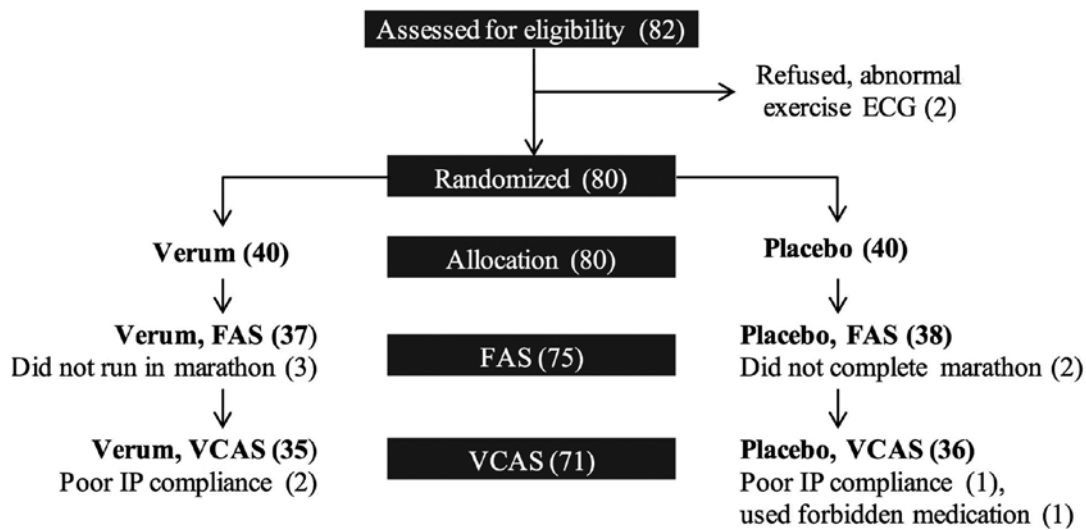 Assessed for eligibility (82)
Refused, abnormal
exercise ECG (2)
Randomized (80)
Verum (40)
Allocation (80)
Placebo (40)
Verum, FAS (37)
Did not run in marathon (3)
FAS (75)
Placebo, FAS (38)
Did not complete marathon (2)
Verum, VCAS (35)
Poor IP compliance (2)
VCAS (71)
Placebo, VCAS (36)
Poor IP compliance (1),
used forbidden medication (1)